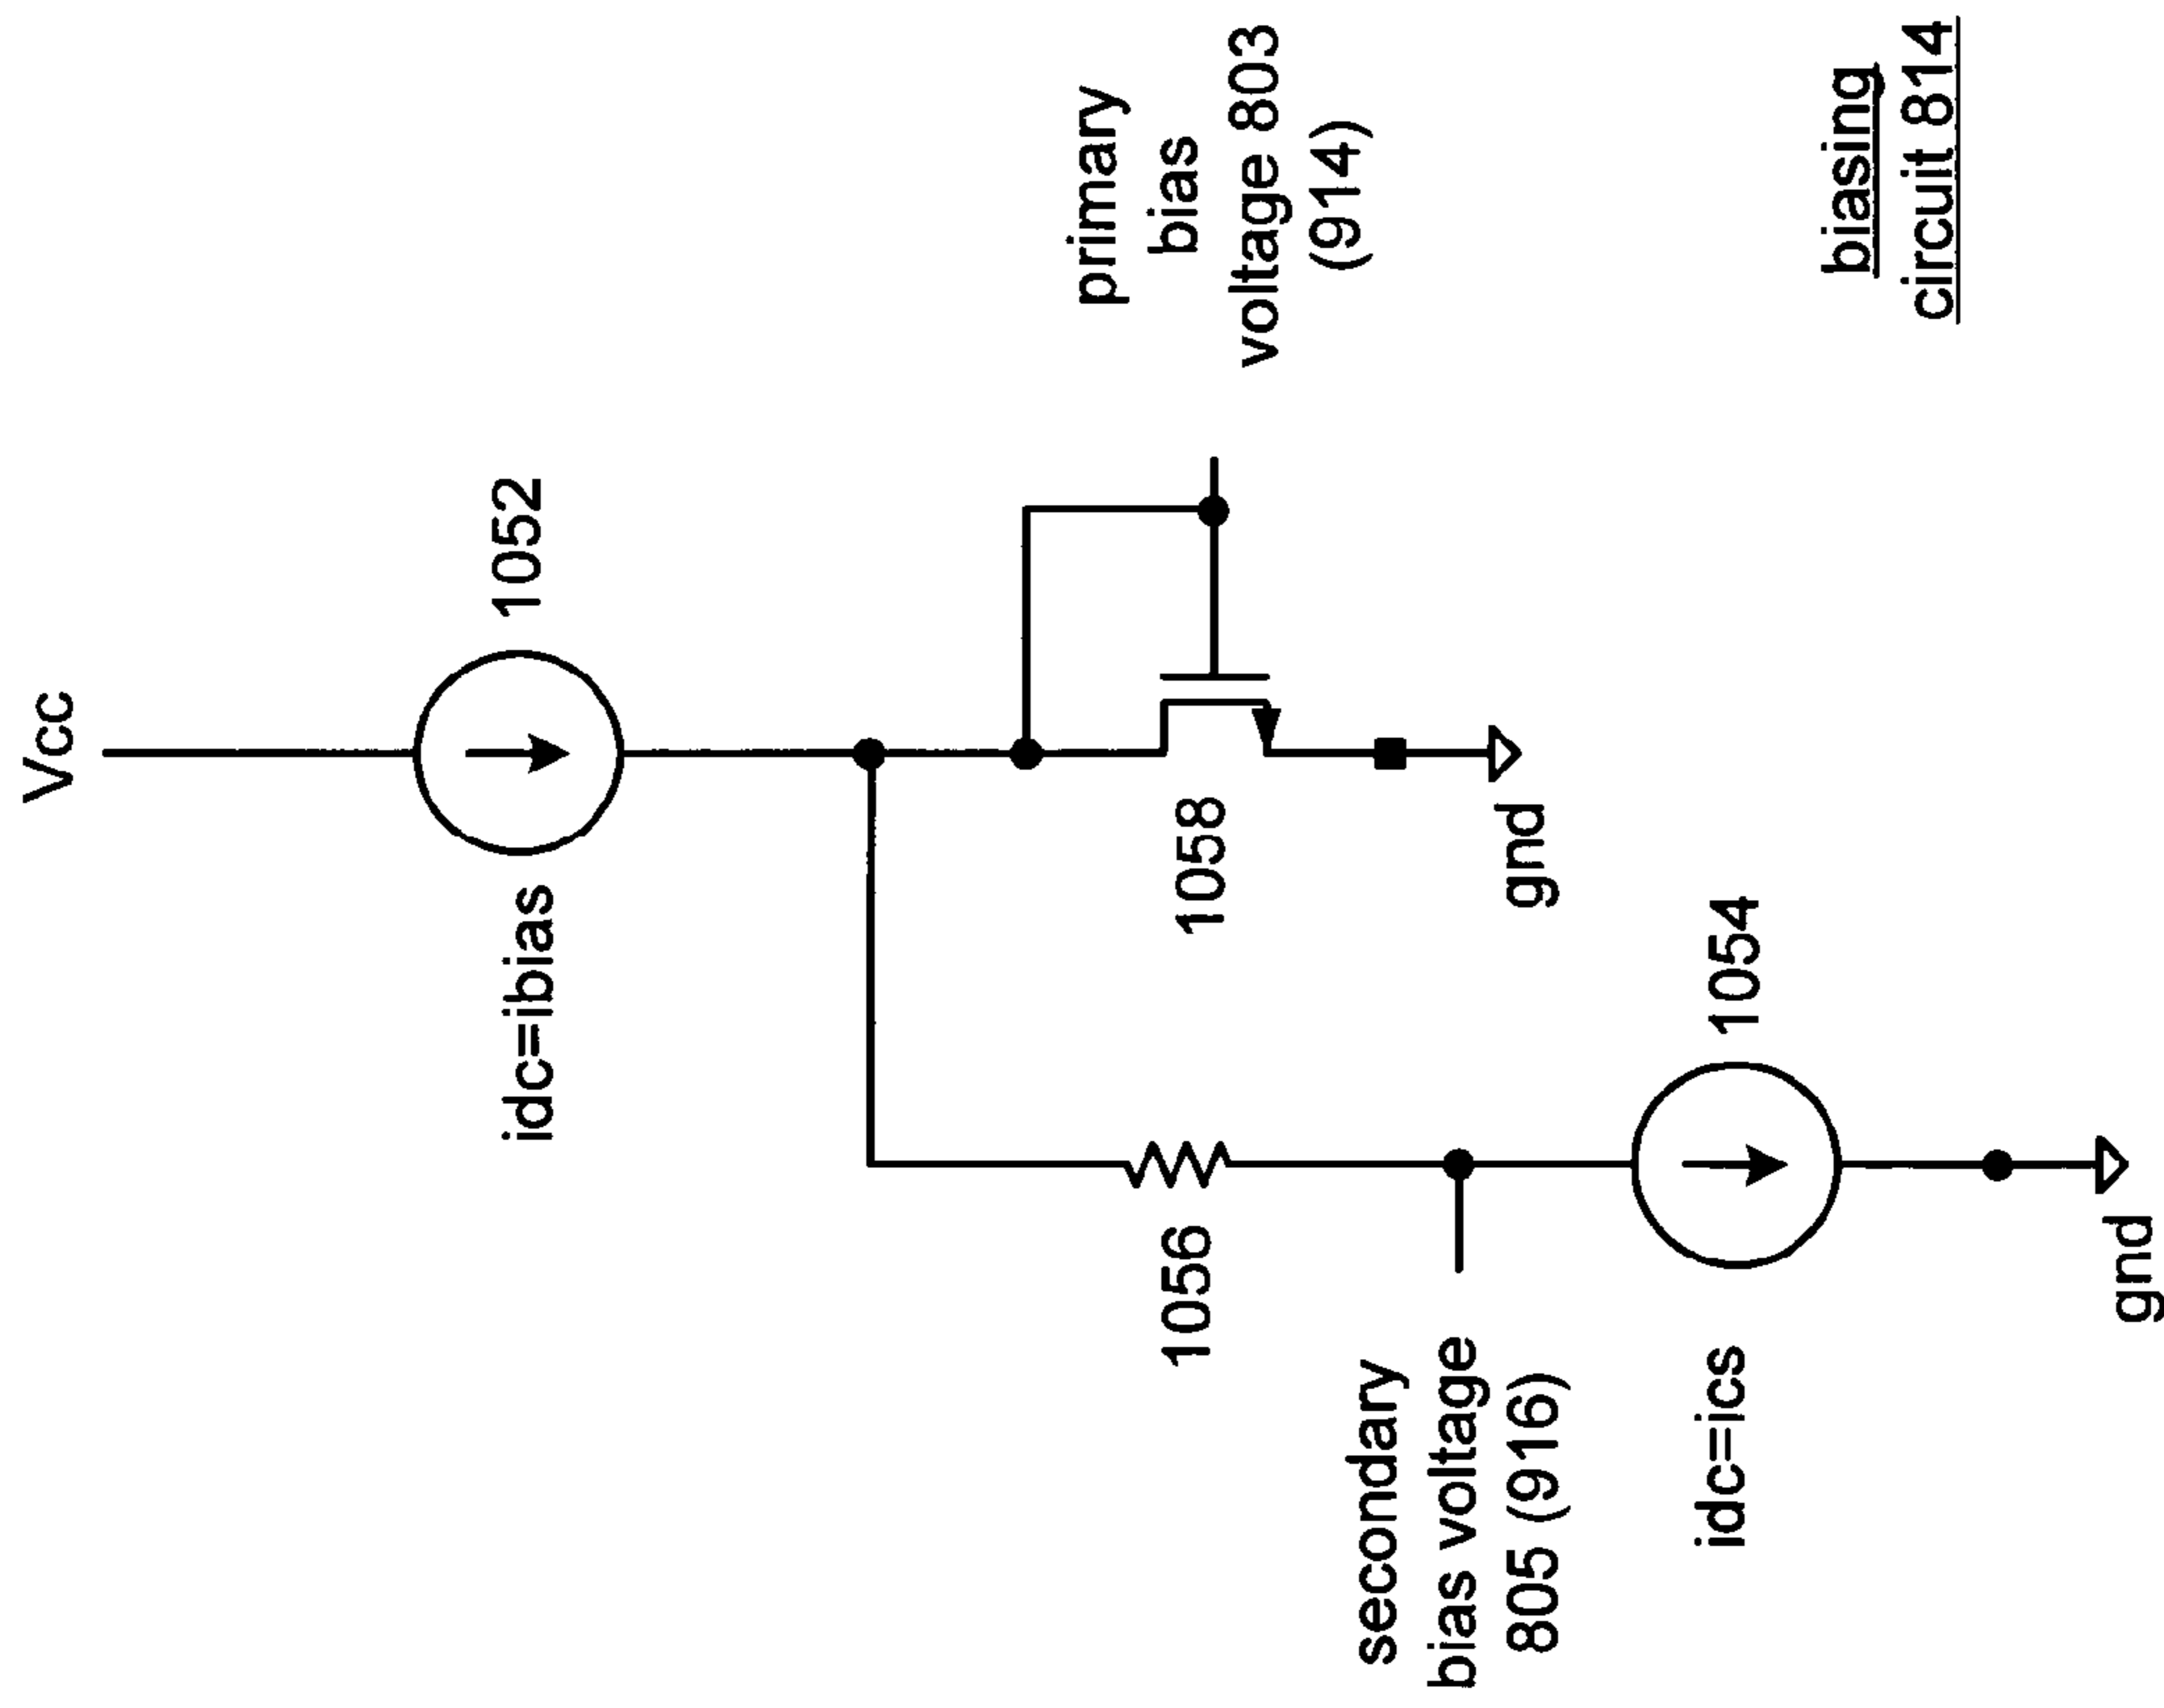 Vcc
idc=ibias
1052
primary
bias
voltage 803
(914)
1056
1058
gnd
secondary
bias voltage
805 (916)
idc=ics
1054
gnd
biasing
circuit 814